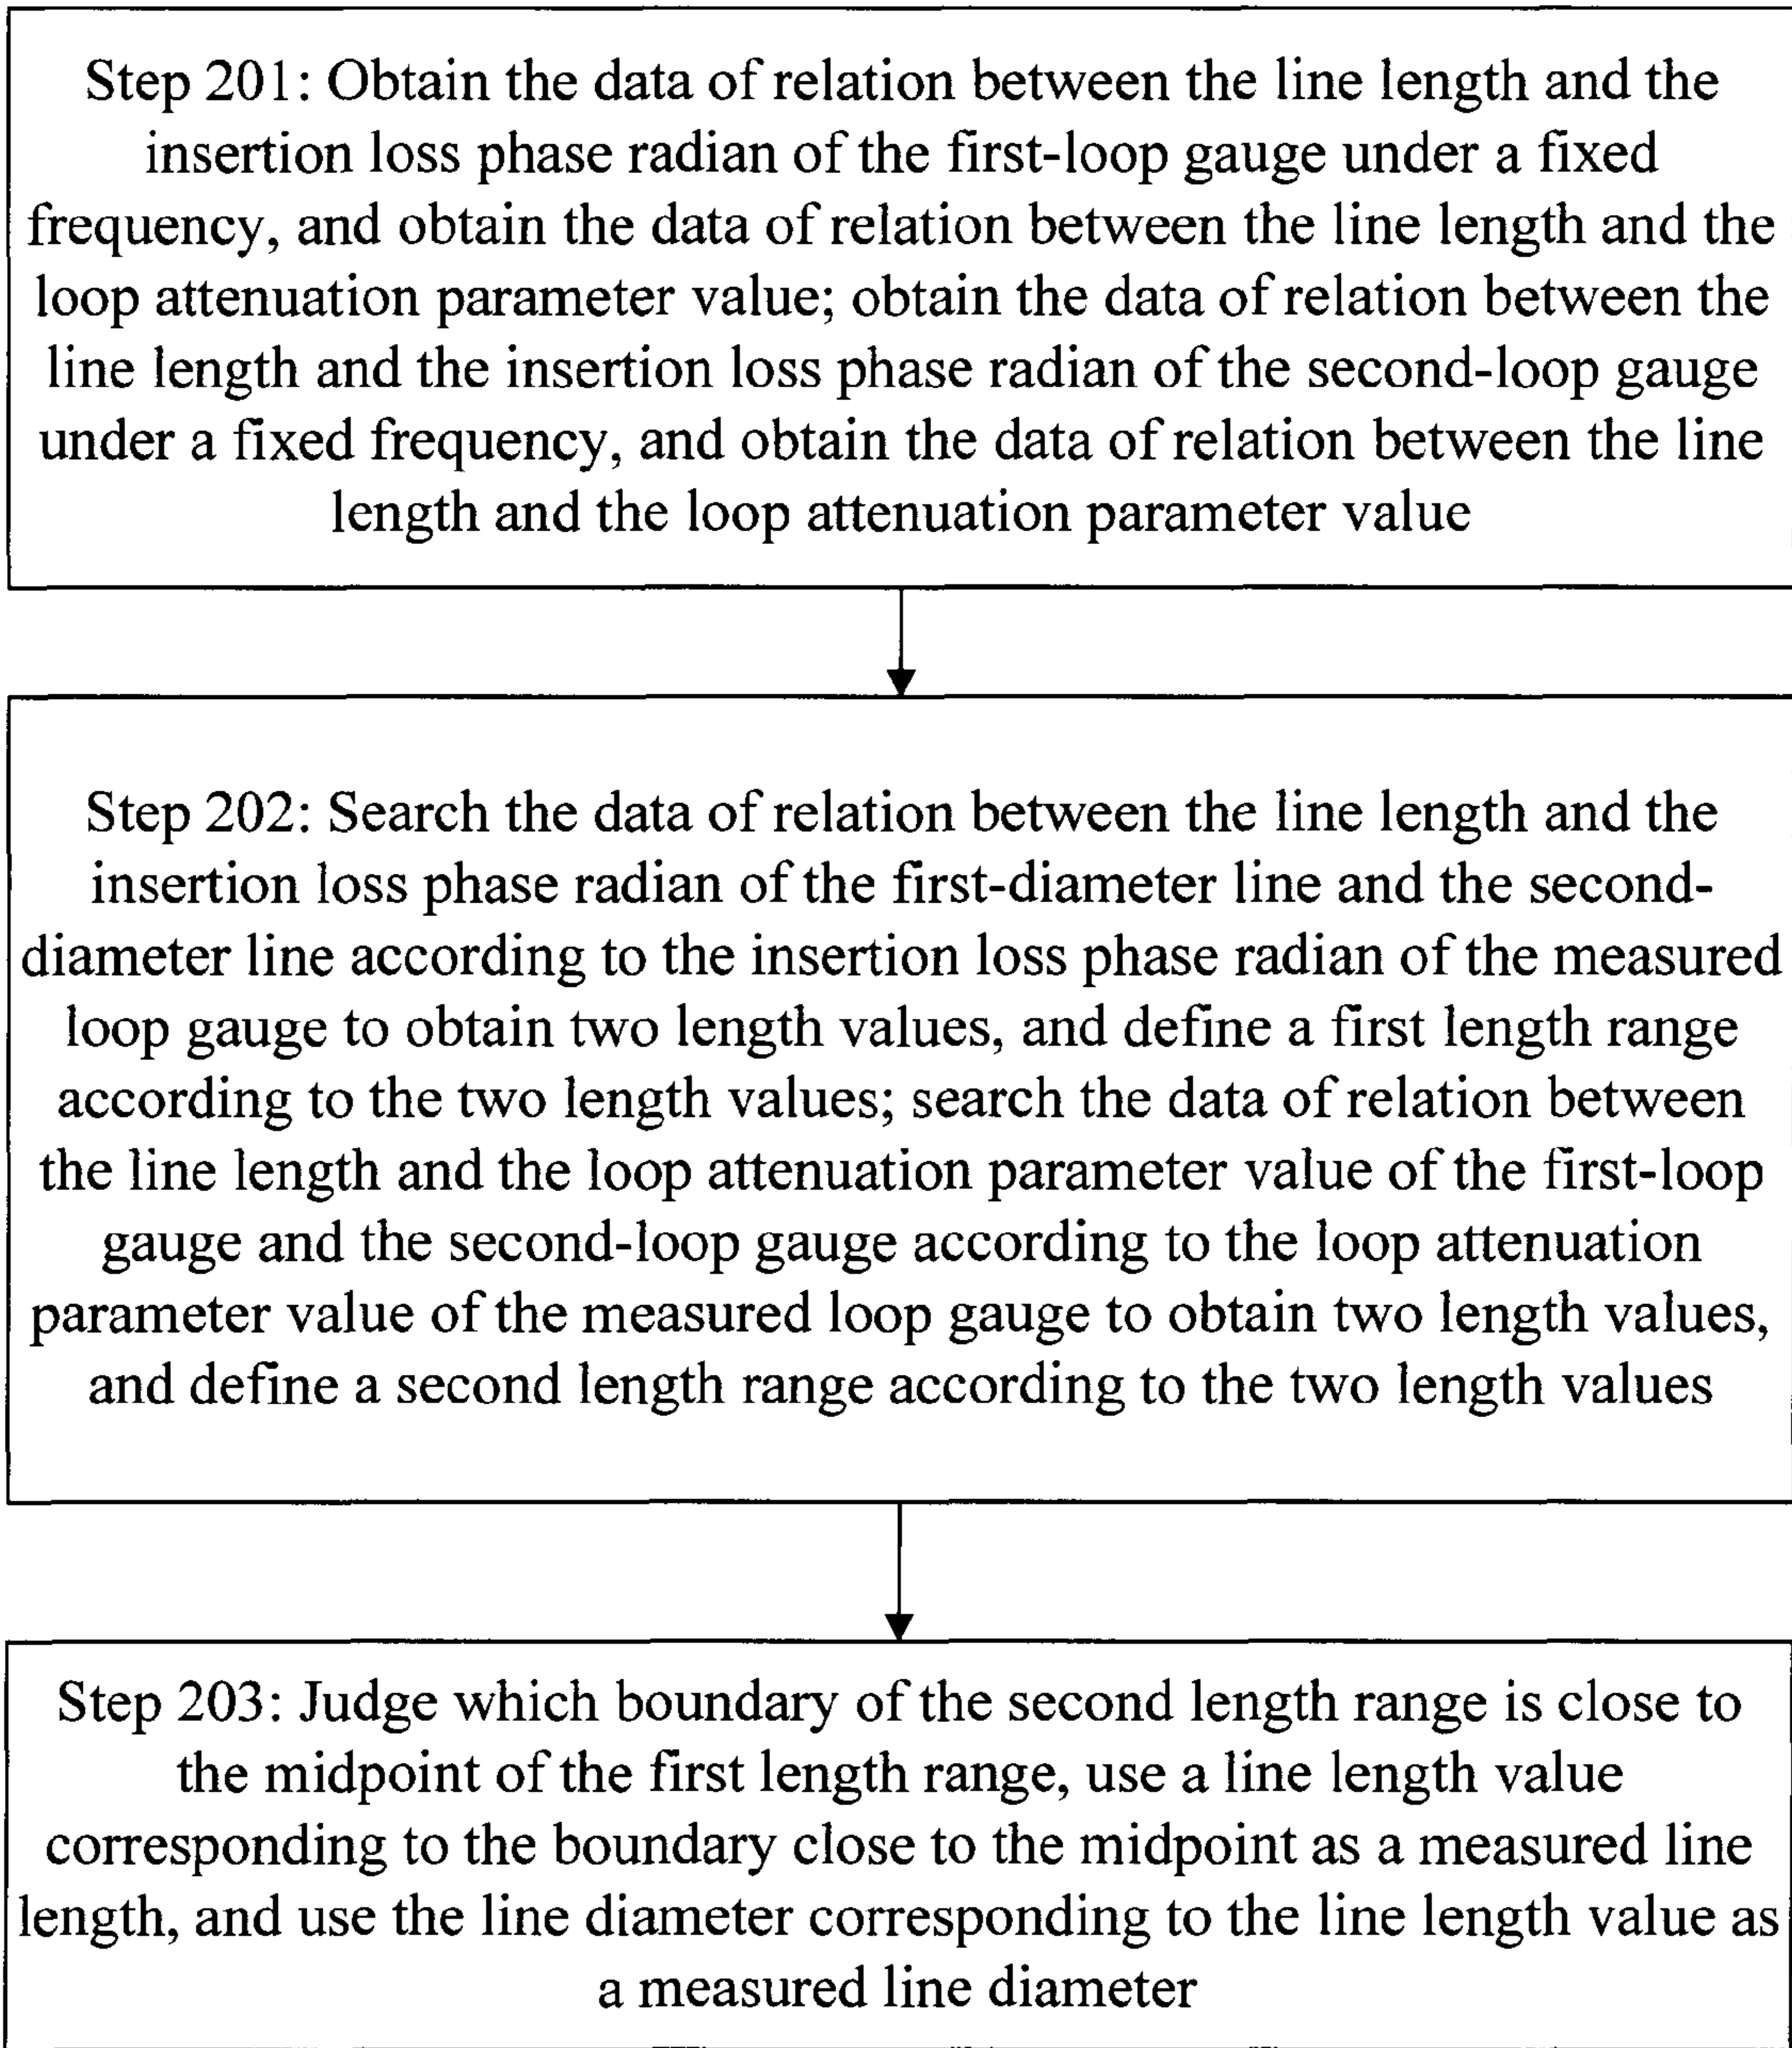 Step 201: Obtain the data of relation between the line length and the
insertion loss phase radian of the first-loop gauge under a fixed
frequency, and obtain the data of relation between the line length and the
loop attenuation parameter value; obtain the data of relation between the
line length and the insertion loss phase radian of the second-loop gauge
under a fixed frequency, and obtain the data of relation between the line
length and the loop attenuation parameter value
Step 202: Search the data of relation between the line length and the
insertion loss phase radian of the first-diameter line and the second-
diameter line according to the insertion loss phase radian of the measured
loop gauge to obtain two length values, and define a first length range
according to the two length values; search the data of relation between
the line length and the loop attenuation parameter value of the first-loop
gauge and the second-loop gauge according to the loop attenuation
parameter value of the measured loop gauge to obtain two length values,
and define a second length range according to the two length values
Step 203: Judge which boundary of the second length range is close to
the midpoint of the first length range, use a line length value
corresponding to the boundary close to the midpoint as a measured line
length, and use the line diameter corresponding to the line length value as
a measured line diameter